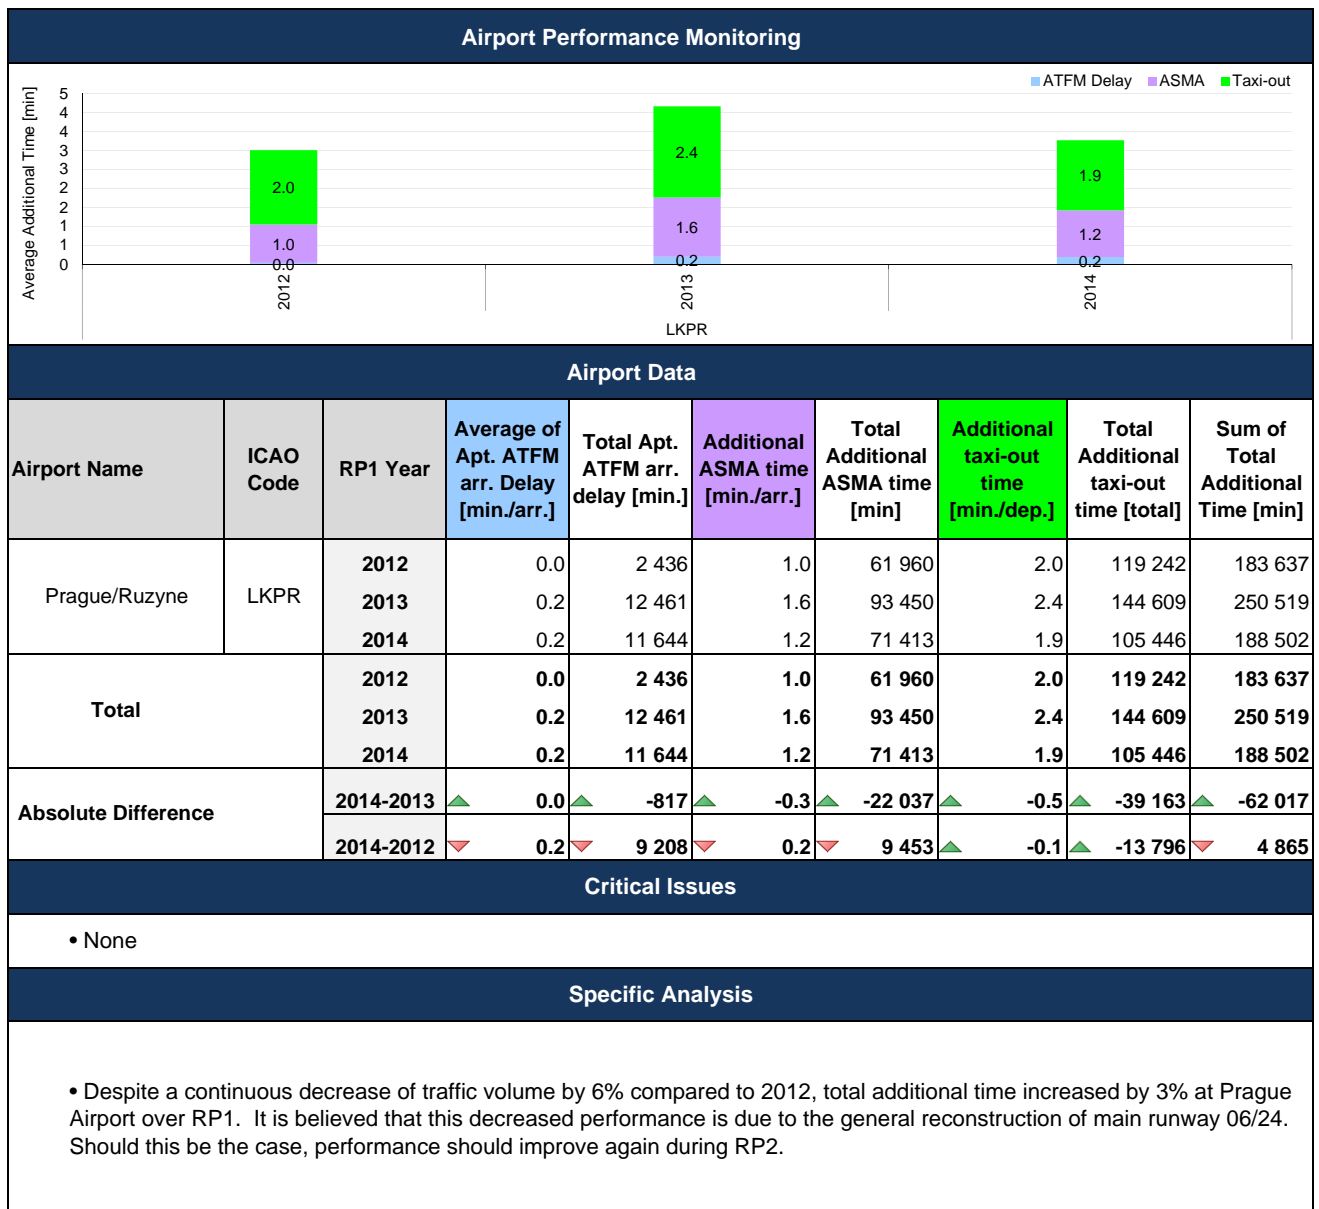 Airport Performance Monitoring
ATFM Delay ASMA Taxi-out
Average Additional Time [min]
5
4
4
3
3
2
2
1
1
0
2.0
1.0
0.0
2.4
1.6
0.2
1.9
1.2
0.2
2012
2013
2014
LKPR
Airport Data
Airport Name
ICAO
Code
RP1 Year
Average of
Apt. ATFM
arr. Delay
[min./arr.]
Total Apt.
ATFM arr.
delay [min.]
Additional
ASMA time
[min./arr.]
Total
Additional
ASMA time
[min]
Additional
taxi-out
time
[min./dep.]
Total
Additional
taxi-out
time [total]
Sum of
Total
Additional
Time [min]
Prague/Ruzyne LKPR
2012 0.0 2 436 1.0 61 960 2.0 119 242 183 637
2013 0.2 12 461 1.6 93 450 2.4 144 609 250 519
2014 0.2 11 644 1.2 71 413 1.9 105 446 188 502
Total
2012 0.0 2 436 1.0 61 960 2.0 119 242 183 637
2013 0.2 12 461 1.6 93 450 2.4 144 609 250 519
2014 0.2 11 644 1.2 71 413 1.9 105 446 188 502
Absolute Difference
2014-2013 0.0 -817 -0.3 -22 037 -0.5 -39 163 -62 017
2014-2012 0.2 9 208 0.2 9 453 -0.1 -13 796 4 865
Critical Issues
• None
Specific Analysis
• Despite a continuous decrease of traffic volume by 6% compared to 2012, total additional time increased by 3% at Prague
Airport over RP1.  It is believed that this decreased performance is due to the general reconstruction of main runway 06/24.
Should this be the case, performance should improve again during RP2.